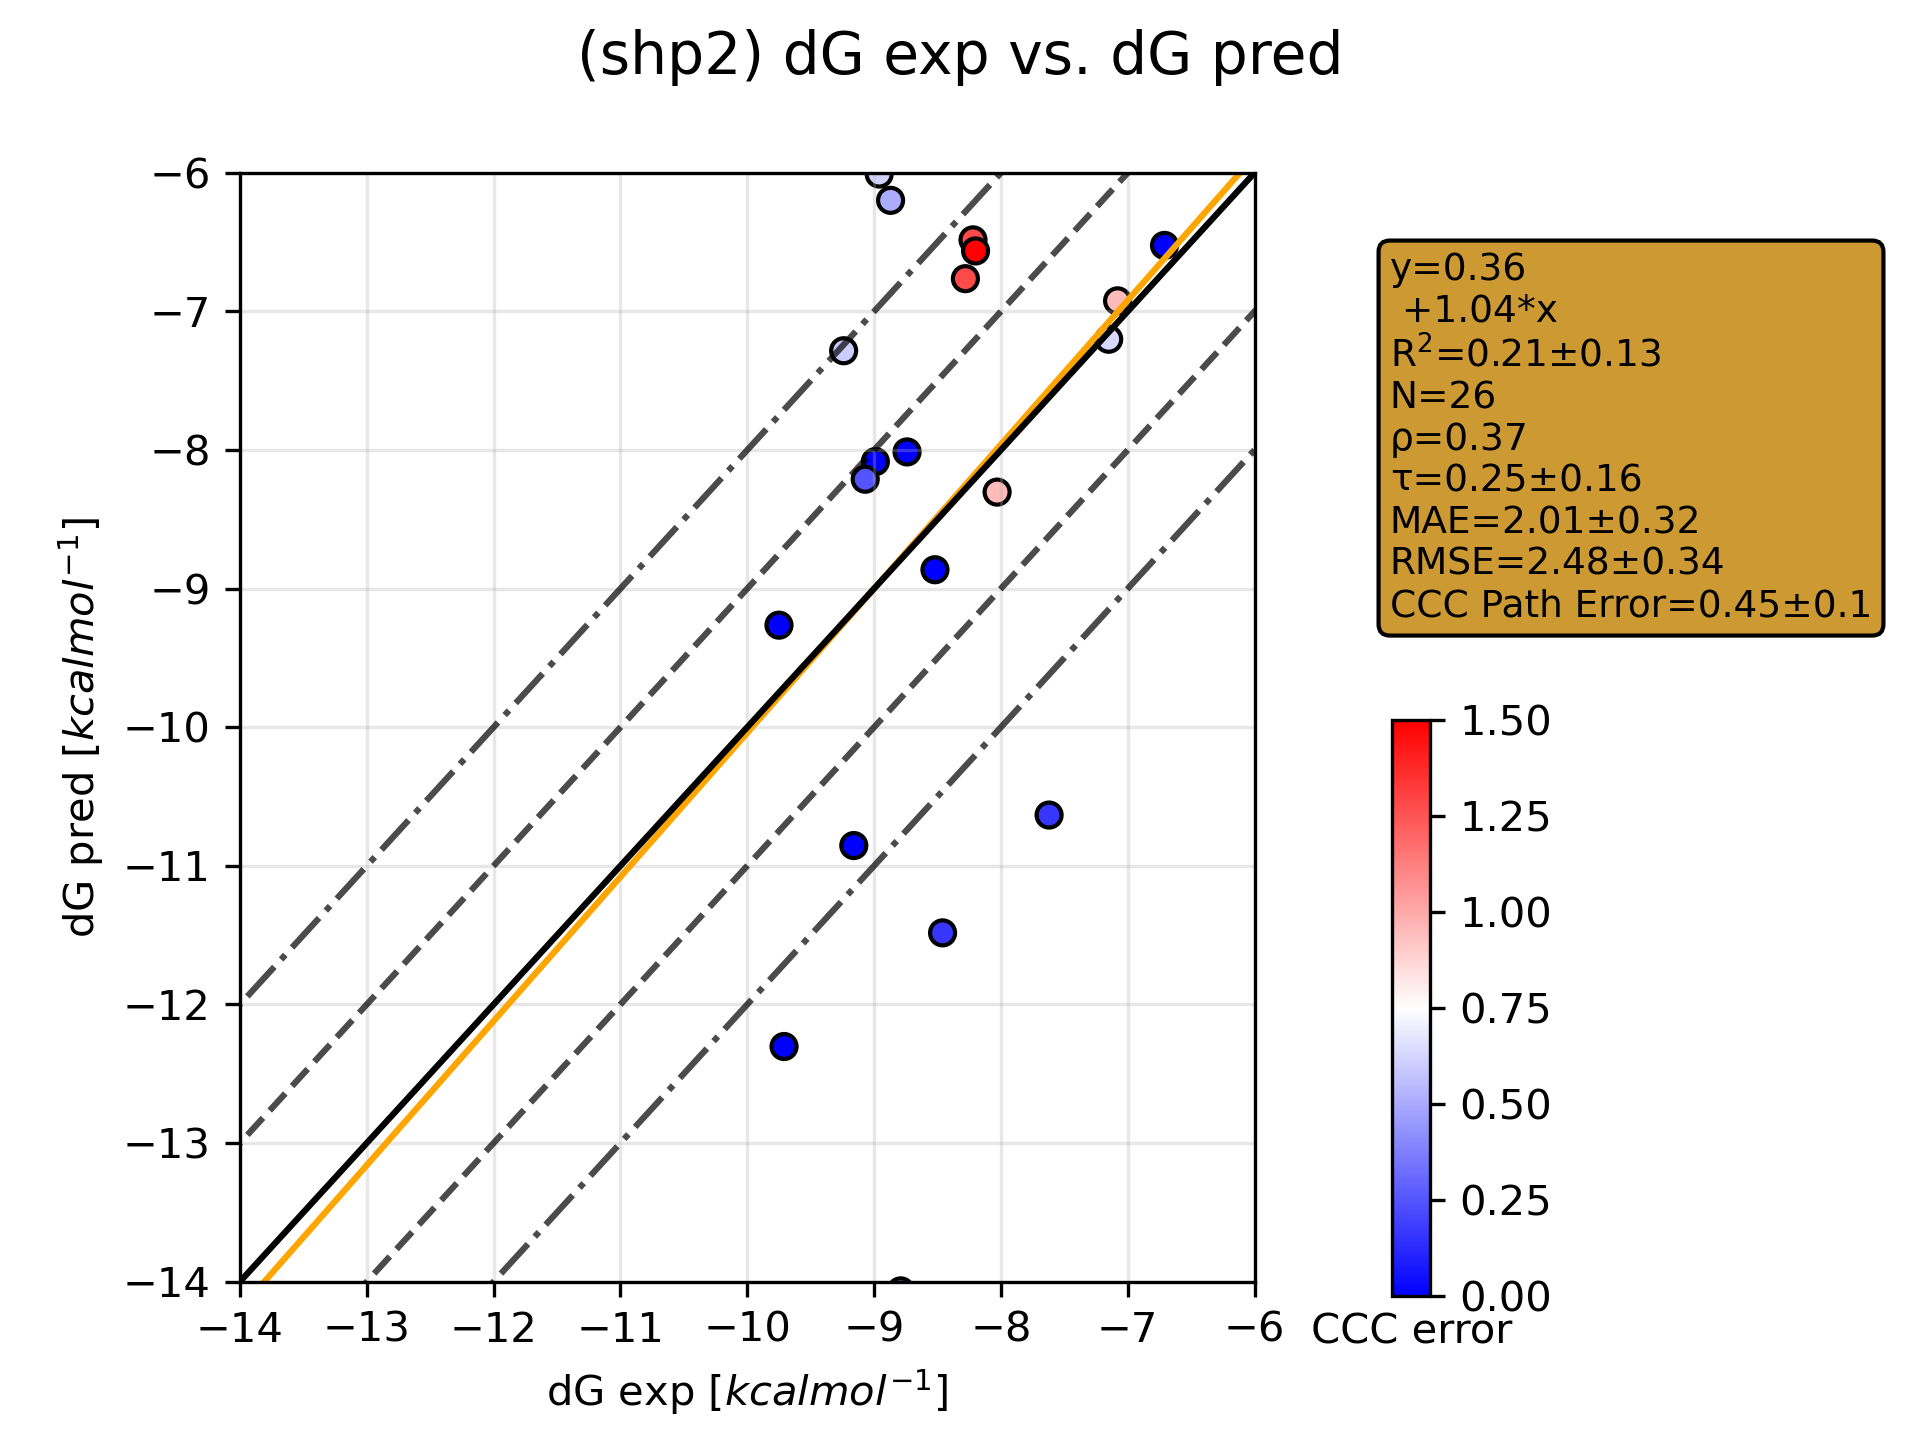 (shp2) dG exp vs. dG pred
−6
−7
−8
−9
−10
−11
−12
−13
−14
dG pred [kcalmol⁻¹]
−14 −13 −12 −11 −10 −9 −8 −7 −6
dG exp [kcalmol⁻¹]
y=0.36
+1.04*x
R²=0.21±0.13
N=26
ρ=0.37
τ=0.25±0.16
MAE=2.01±0.32
RMSE=2.48±0.34
CCC Path Error=0.45±0.1
1.50
1.25
1.00
0.75
0.50
0.25
0.00
CCC error